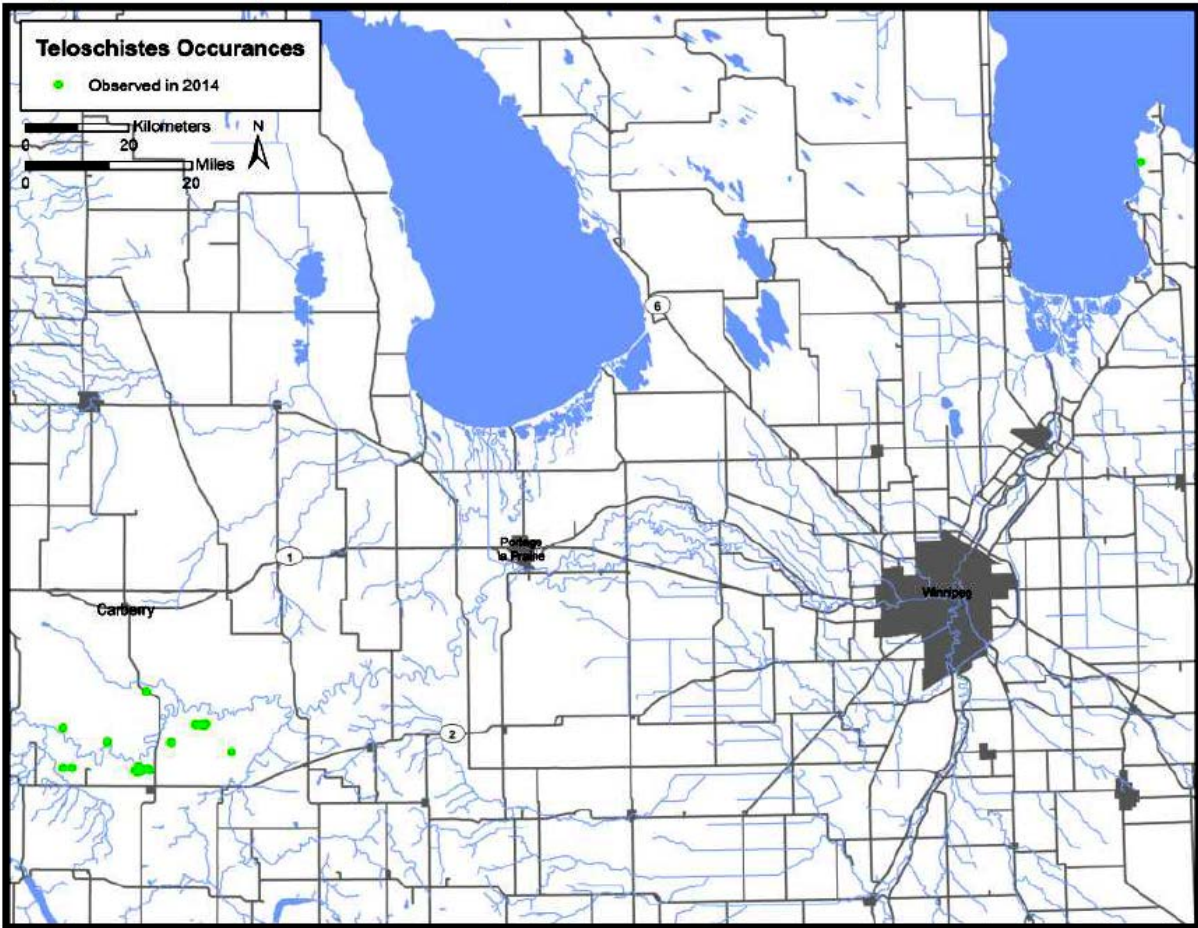 Teloschistes Occurances
Observed in 2014
Kilometers
0 20
N
Miles
0 20
6
1
Portage
la Prairie
Winnipeg
Carberry
2